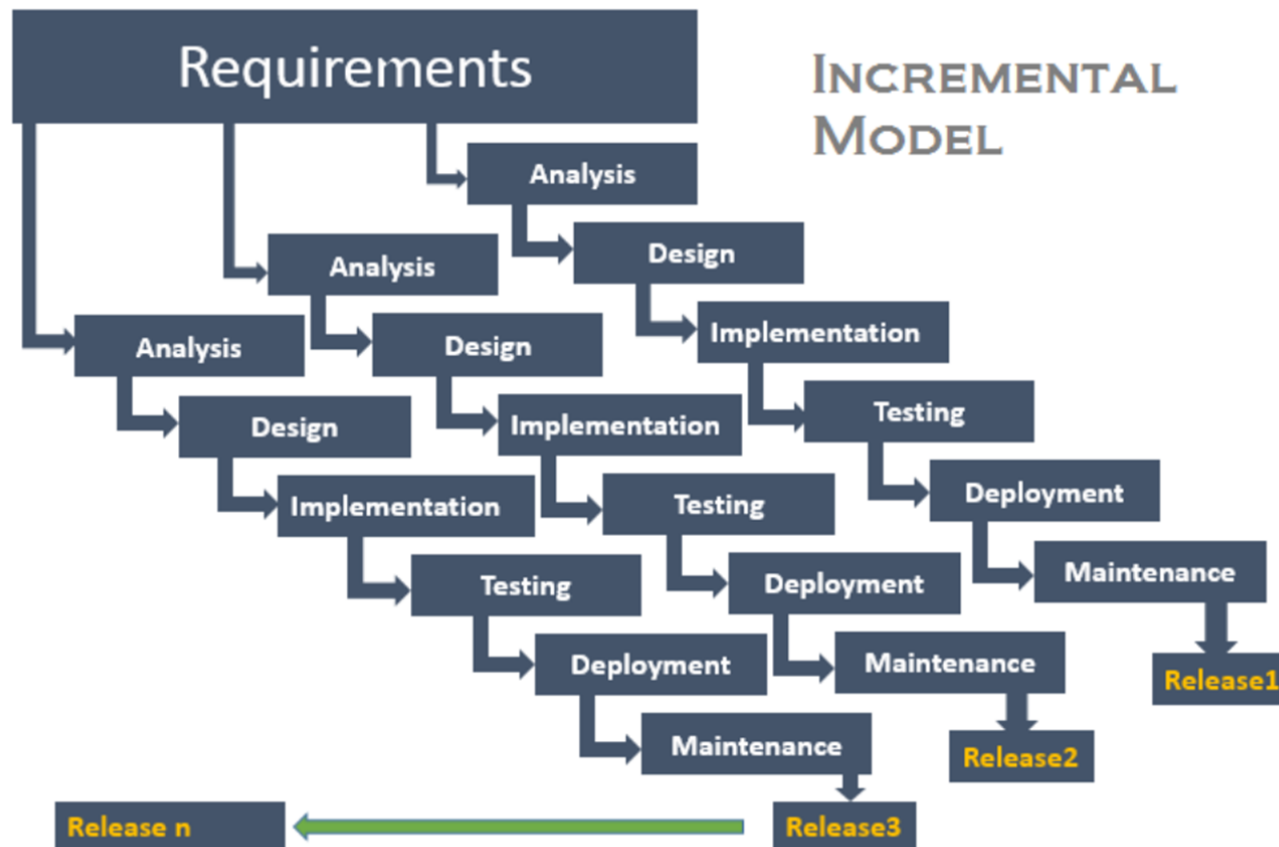 Requirements
INCREMENTAL
MODEL
Analysis
Design
Implementation
Testing
Deployment
Maintenance
Release1
Analysis
Design
Implementation
Testing
Deployment
Maintenance
Release2
Analysis
Design
Implementation
Testing
Deployment
Maintenance
Release3
Release n